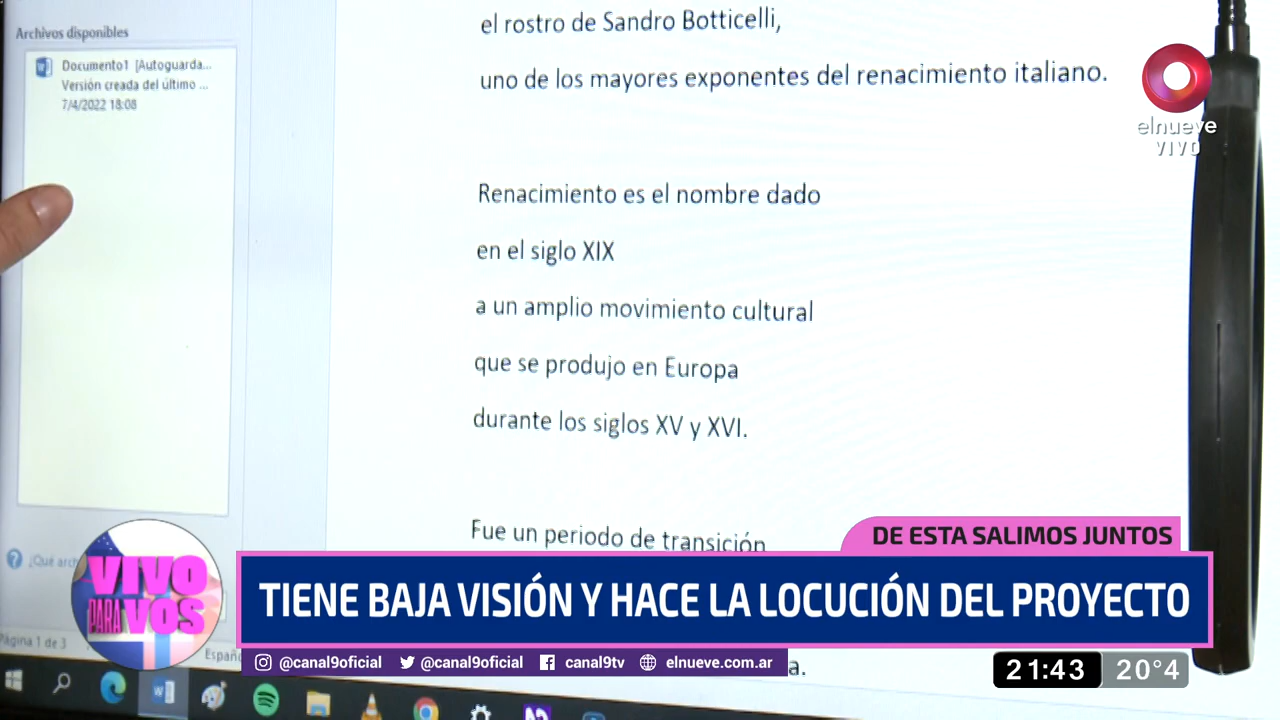 Archivos disponibles
Documento1 [Autoguarda...
Versión creada del último ...
7/4/2022 18:08
el rostro de Sandro Botticelli,
uno de los mayores exponentes del renacimiento italiano.
Renacimiento es el nombre dado
en el siglo XIX
a un amplio movimiento cultural
que se produjo en Europa
durante los siglos XV y XVI.
Fue un periodo de transición
elnueve
VIVO
¿Qué arch
VIVO
PARA VOS
DE ESTA SALIMOS JUNTOS
TIENE BAJA VISIÓN Y HACE LA LOCUCIÓN DEL PROYECTO
Página 1 de 3
Españo
@canal9oficial @canal9oficial canal9tv elnueve.com.ar
a.
21:43 20°4